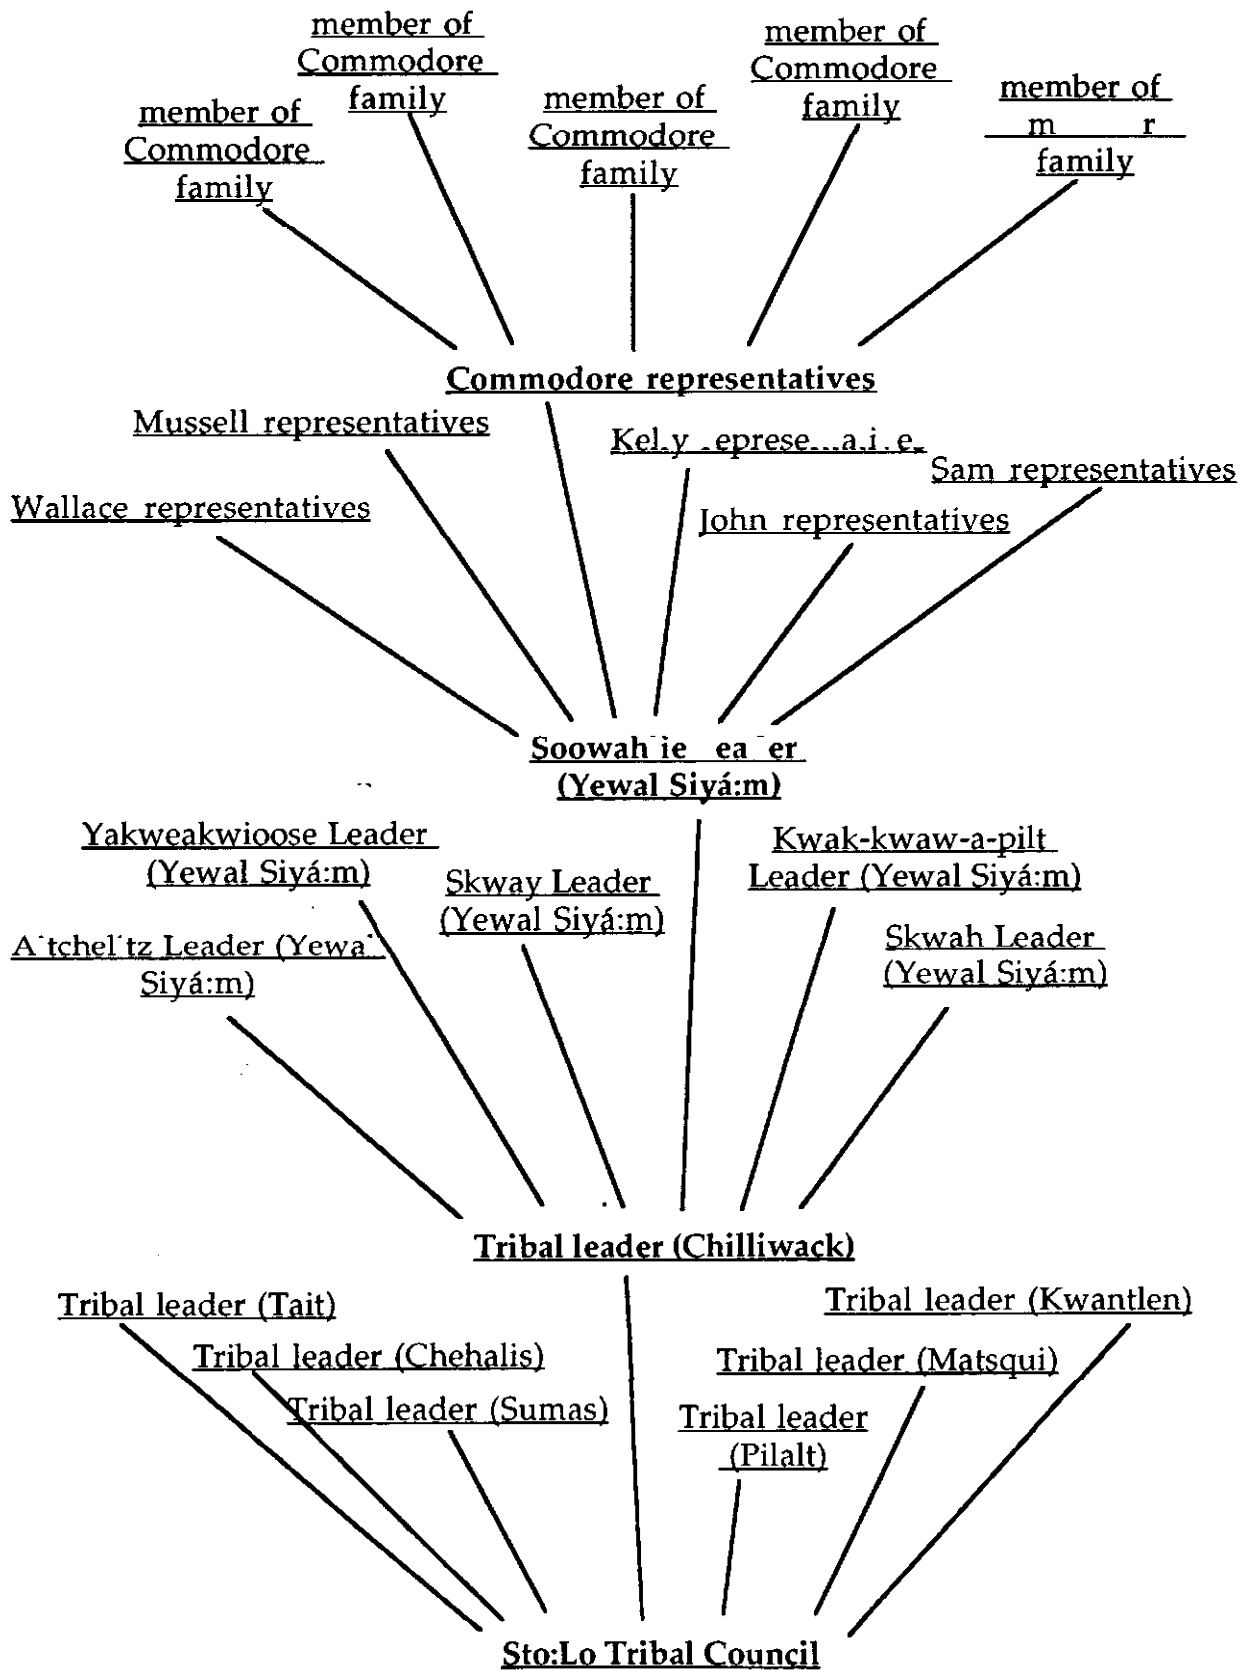 member of
Commodore
family
member of
Commodore
family
member of
Commodore
family
member of
Commodore
family
member of
family
Commodore representatives
Mussell representatives
Wallace representatives
Sam representatives
John representatives
(Yewal Siyá:m)
Yakweakwioose Leader
(Yewal Siyá:m)
Skway Leader
(Yewal Siyá:m)
Kwak-kwaw-a-pilt
Leader (Yewal Siyá:m)
Leader
Siyá:m)
Skwah Leader
(Yewal Siyá:m)
Tribal leader (Chilliwack)
Tribal leader (Tait)
Tribal leader (Kwantlen)
Tribal leader (Chehalis)
Tribal leader (Matsqui)
Tribal leader (Sumas)
Tribal leader
(Pilalt)
Sto:Lo Tribal Council